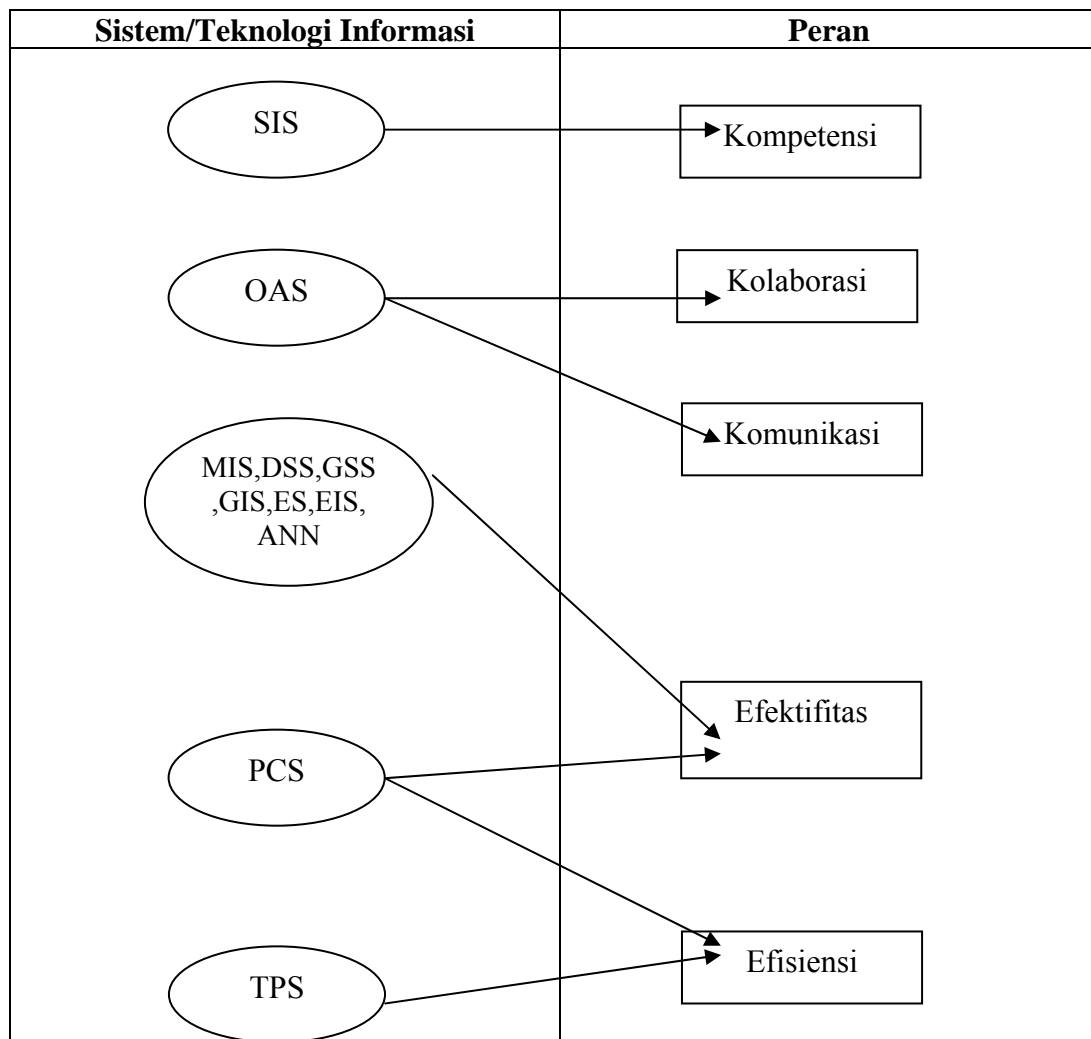 Sistem/Teknologi Informasi
Peran
SIS
Kompetensi
OAS
Kolaborasi
Komunikasi
MIS,DSS,GSS
,GIS,ES,EIS,
ANN
Efektifitas
PCS
Efisiensi
TPS